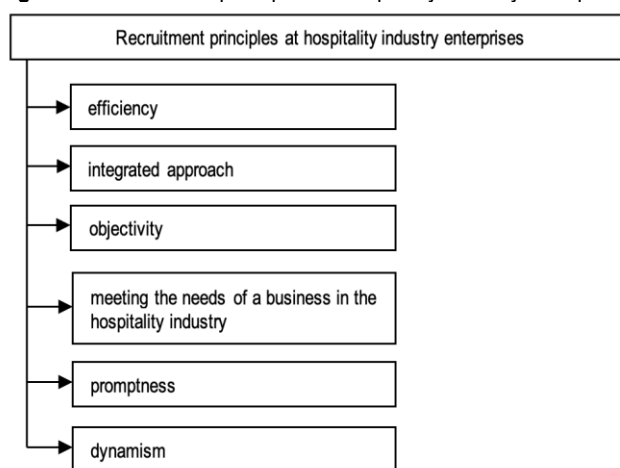 Recruitment principles at hospitality industry enterprises
efficiency
integrated approach
objectivity
meeting the needs of a business in the
hospitality industry
promptness
dynamism